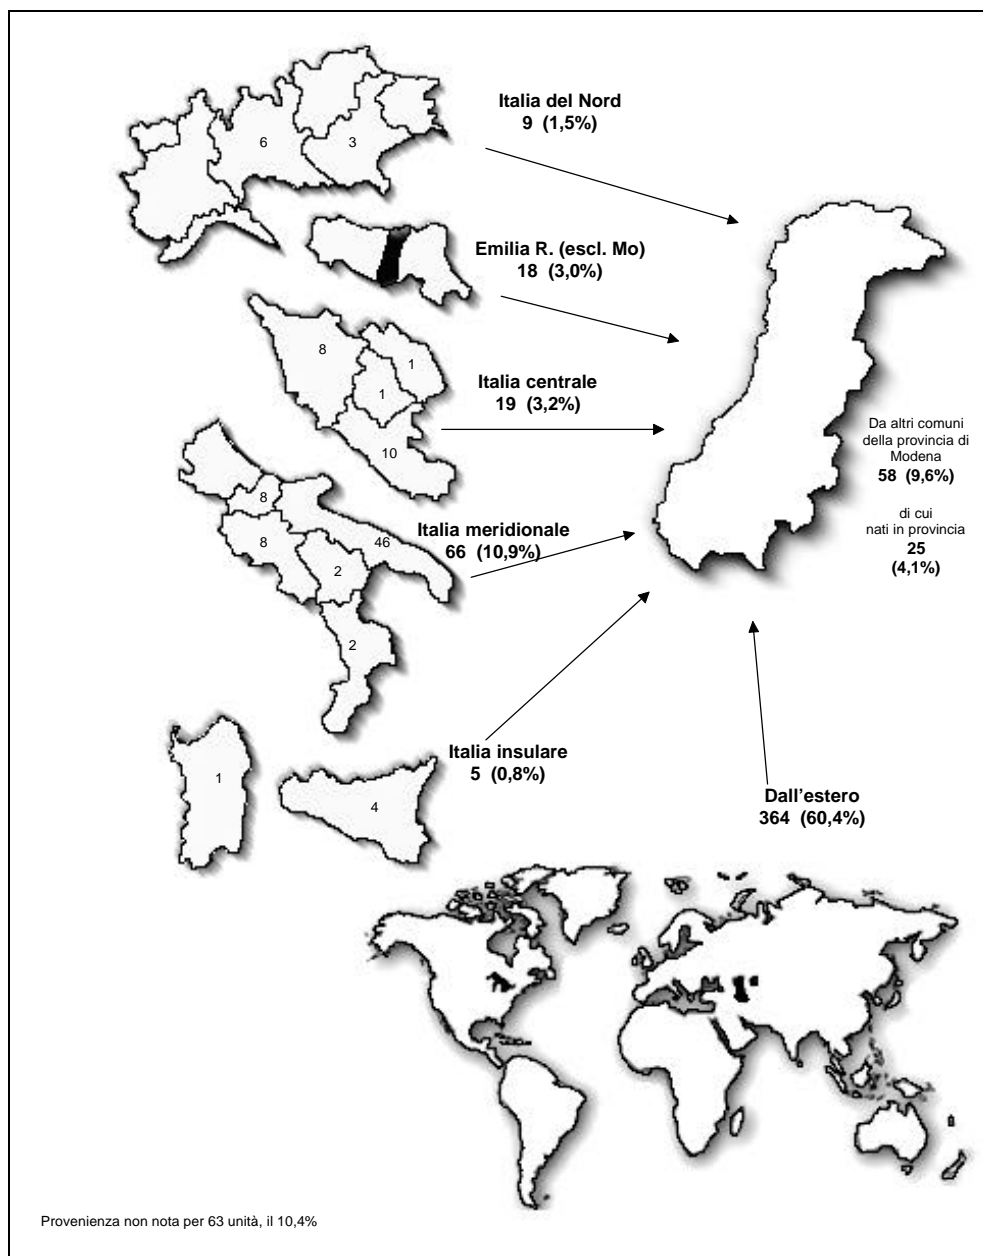 Italia del Nord
9 (1,5%)
6
3
Emilia R. (escl. Mo)
18 (3,0%)
8
1
1
10
Italia centrale
19 (3,2%)
Da altri comuni
della provincia di
Modena
58 (9,6%)
di cui
nati in provincia
25
(4,1%)
8
8
46
2
2
Italia meridionale
66 (10,9%)
1
4
Italia insulare
5 (0,8%)
Dall'estero
364 (60,4%)
Provenienza non nota per 63 unità, il 10,4%